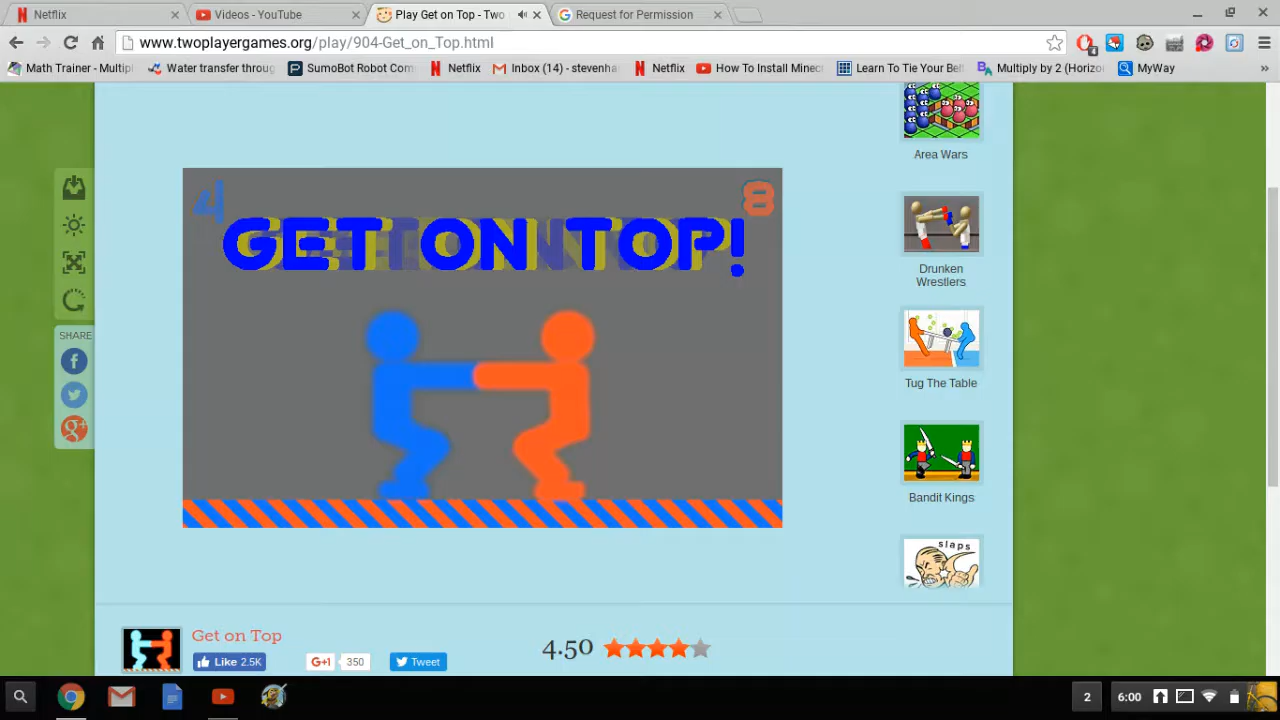 Netflix
Videos - YouTube
Play Get on Top - Two
Request for Permission
www.twoplayergames.org/play/904-Get_on_Top.html
Math Trainer - Multipl
Water transfer throug
SumoBot Robot Com
Netflix
Inbox (14) - stevenha
Netflix
How To Install Minec
Learn To Tie Your Bel
Multiply by 2 (Horizo
MyWay
»
4
8
GET ON TOP!
SHARE
Area Wars
Drunken
Wrestlers
Tug The Table
Bandit Kings
slaps
Get on Top
4.50
Like 2.5K
G+1
350
Tweet
2
6:00